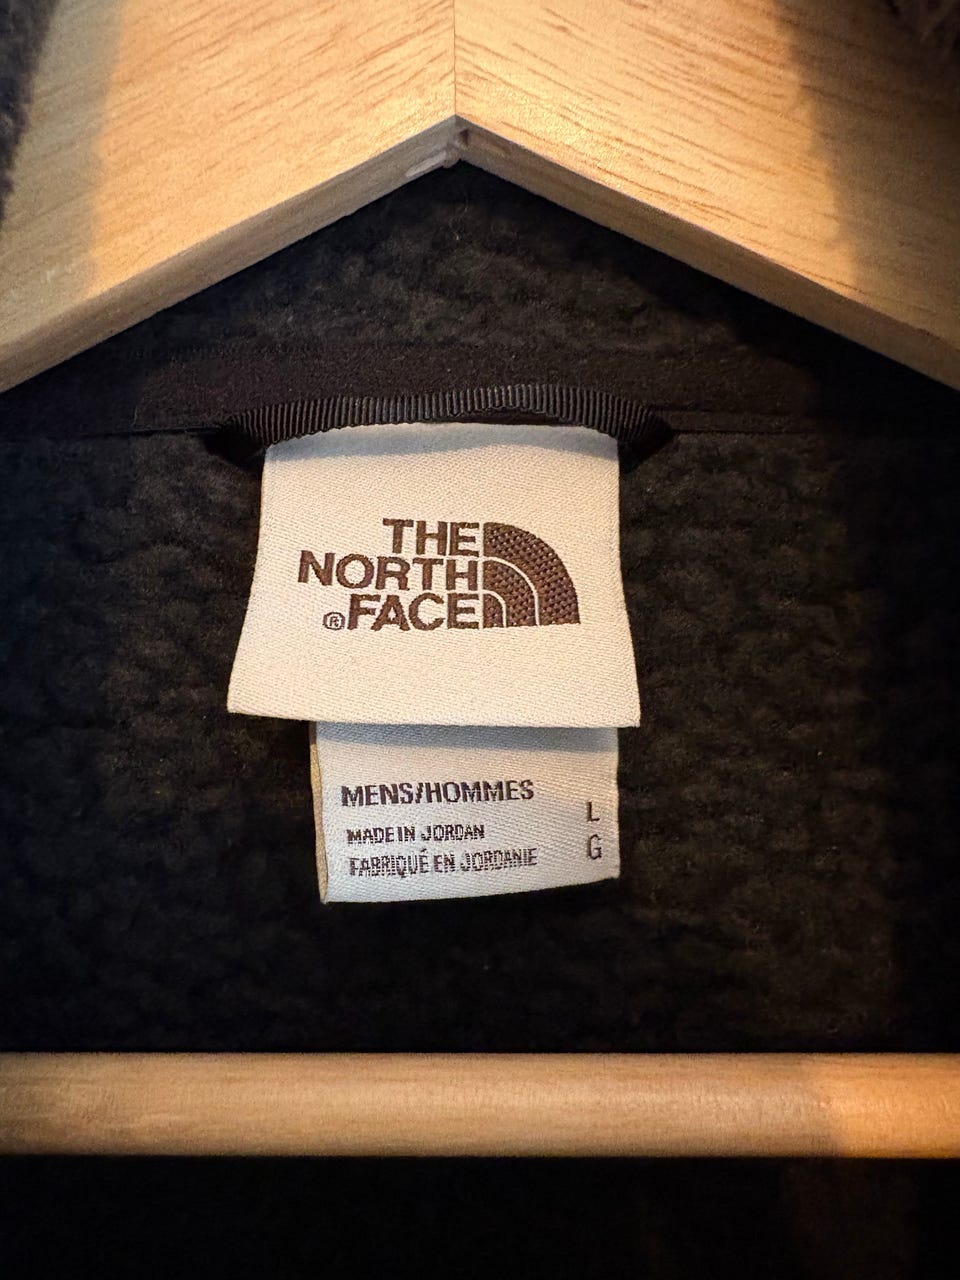 THE
NORTH
® FACE
MENS/HOMMES
L
MADE IN JORDAN
FABRIQUÉ EN JORDANIE
G